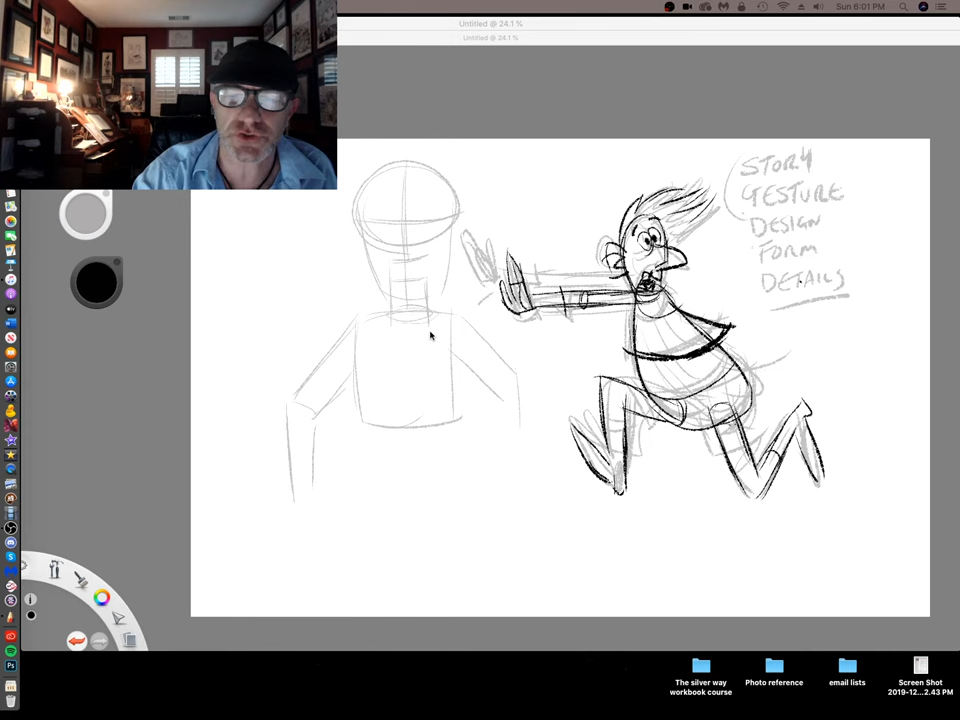 Sun 6:01 PM
Untitled @ 24.1 %
Untitled @ 24.1 %
STORY
GESTURE
DESIGN
FORM
DETAILS
Ps
The silver way
workbook course
Photo reference
email lists
Screen Shot
2019-12...2.43 PM